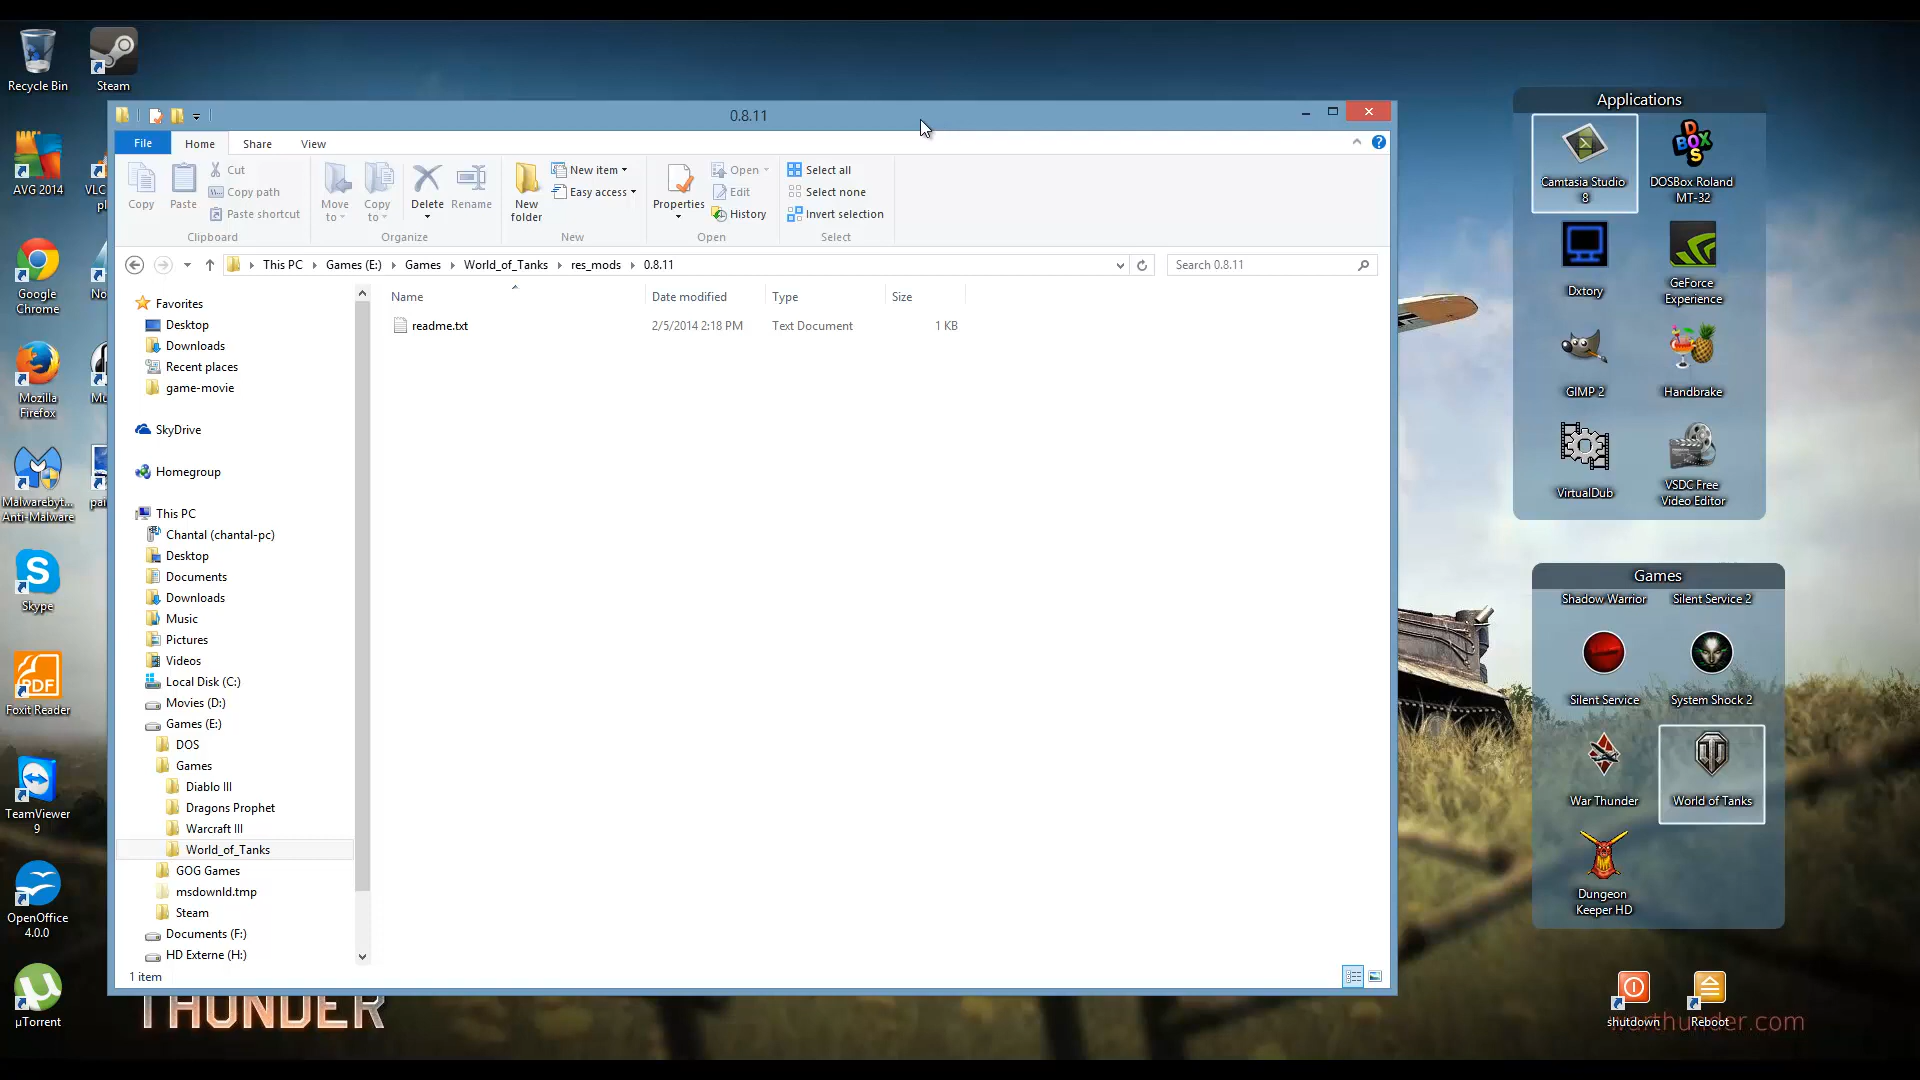 Recycle Bin
Steam
AVG 2014
VLC
pl
Google
Chrome
No
Mozilla
Firefox
Mu
Malwarebyt...
Anti-Malware
pai
Skype
Foxit Reader
TeamViewer
9
OpenOffice
4.0.0
µTorrent
0.8.11
File
Home
Share
View
Copy
Paste
Cut
Copy path
Paste shortcut
Clipboard
Move
to
Copy
to
Delete
Rename
Organize
New
folder
New item
Easy access
New
Properties
Open
Edit
History
Open
Select all
Select none
Invert selection
Select
This PC
Games (E:)
Games
World_of_Tanks
res_mods
0.8.11
Search 0.8.11
Name
Date modified
Type
Size
readme.txt
2/5/2014 2:18 PM
Text Document
1 KB
Favorites
Desktop
Downloads
Recent places
game-movie
SkyDrive
Homegroup
This PC
Chantal (chantal-pc)
Desktop
Documents
Downloads
Music
Pictures
Videos
Local Disk (C:)
Movies (D:)
Games (E:)
DOS
Games
Diablo III
Dragons Prophet
Warcraft III
World_of_Tanks
GOG Games
msdownld.tmp
Steam
Documents (F:)
HD Externe (H:)
1 item
THUNDER
Applications
Camtasia Studio
8
DOSBox Roland
MT-32
Dxtory
GeForce
Experience
GIMP 2
Handbrake
VirtualDub
VSDC Free
Video Editor
Games
Shadow Warrior
Silent Service 2
Silent Service
System Shock 2
War Thunder
World of Tanks
Dungeon
Keeper HD
shutdown
Reboot
warthunder.com